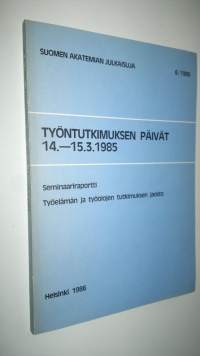 SUOMEN AKATEMIAN JULKAISUJA
6/1986
TYÖNTUTKIMUKSEN PÄIVÄT
14.—15.3.1985
Seminaariraportti
Työelämän ja työolojen tutkimuksen jaosto
Helsinki 1986